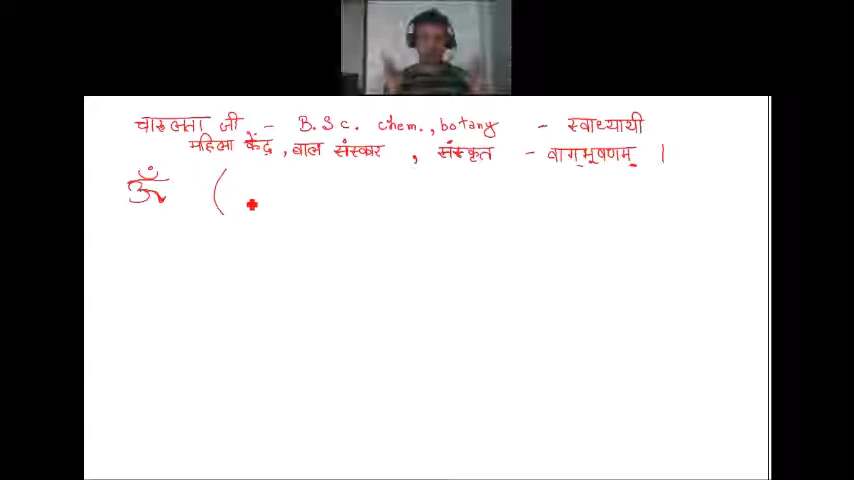 चारुलता जी - B.Sc. chem., botany - स्वाध्यायी
महिला केंद्र, बाल संस्कार, संस्कृत - वाग्भूषणम् ।
ॐ (